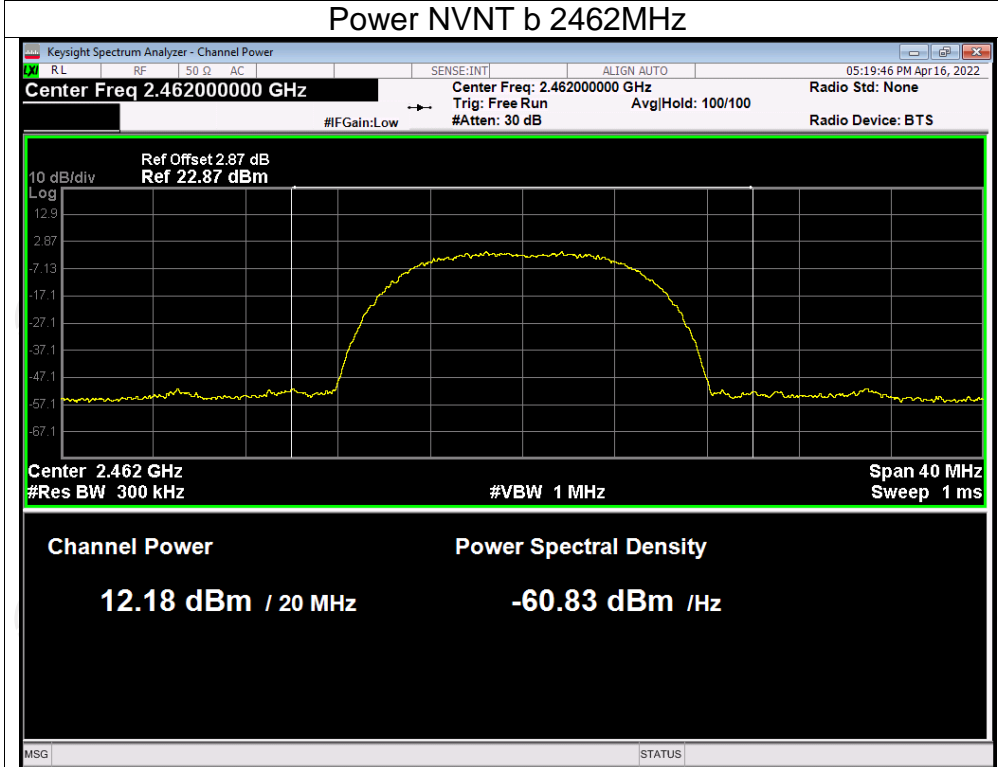 Power NVNT b 2462MHz
Keysight Spectrum Analyzer - Channel Power
LXI RL RF 50 Ω AC SENSE:INT ALIGN AUTO 05:19:46 PM Apr 16, 2022
Center Freq 2.462000000 GHz Center Freq: 2.462000000 GHz Radio Std: None
Trig: Free Run Avg|Hold: 100/100
#IFGain:Low #Atten: 30 dB Radio Device: BTS
Ref Offset 2.87 dB
10 dB/div Ref 22.87 dBm
Log
12.9
2.87
-7.13
-17.1
-27.1
-37.1
-47.1
-57.1
-67.1
Center 2.462 GHz Span 40 MHz
#Res BW 300 kHz #VBW 1 MHz Sweep 1 ms
Channel Power Power Spectral Density
12.18 dBm / 20 MHz -60.83 dBm /Hz
MSG STATUS